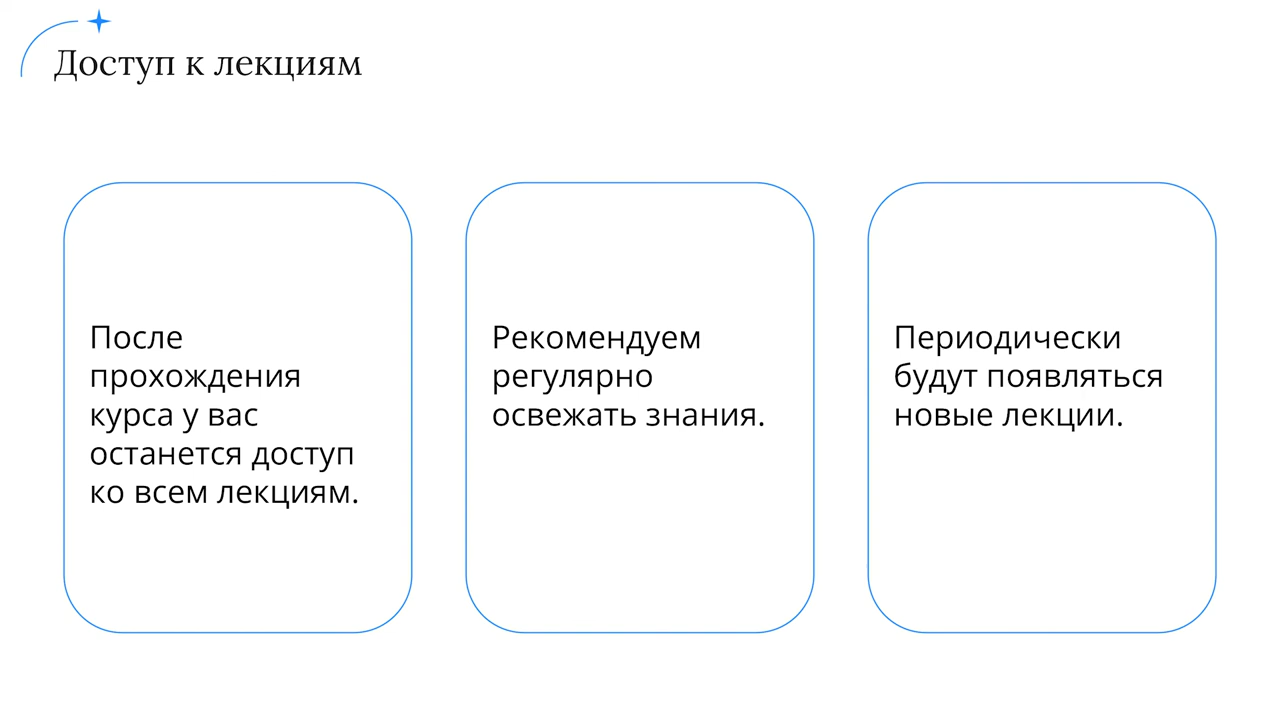 Доступ к лекциям
После
прохождения
курса у вас
останется доступ
ко всем лекциям.
Рекомендуем
регулярно
освежать знания.
Периодически
будут появляться
новые лекции.